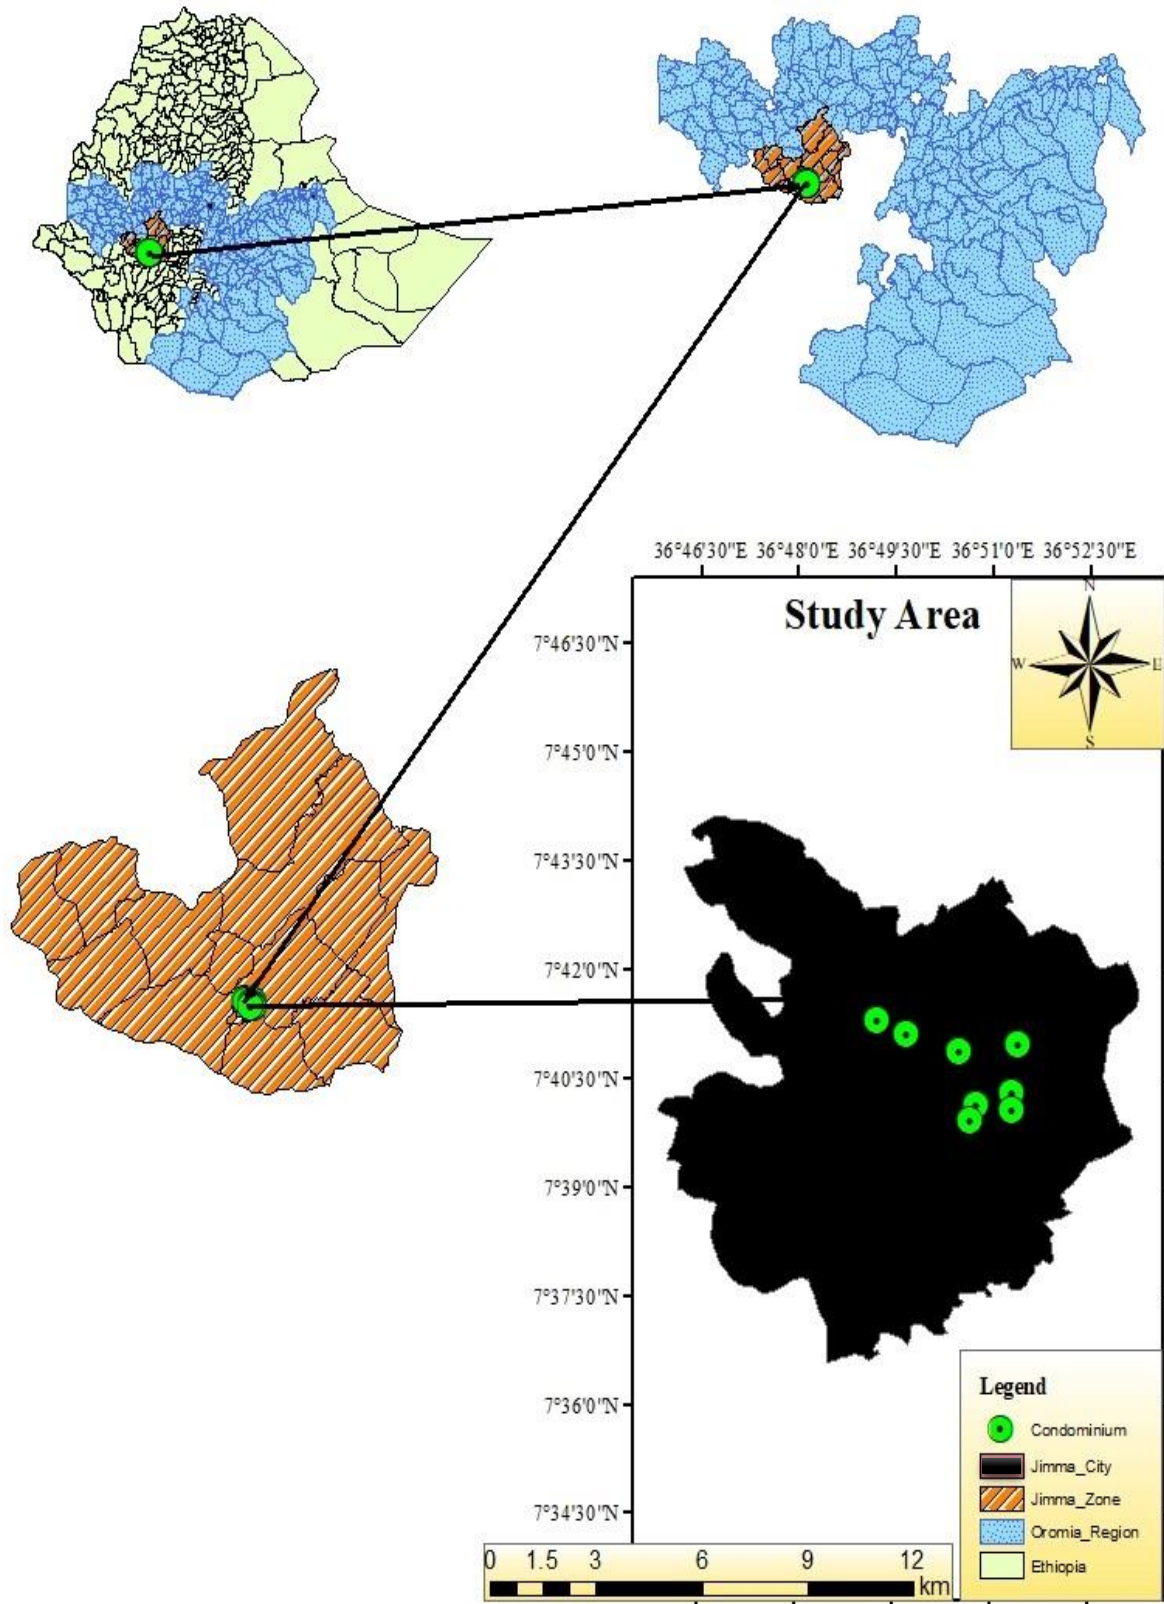 36°46'30"E 36°48'0"E 36°49'30"E 36°51'0"E 36°52'30"E
Study Area
N
W E
S
7°46'30"N
7°45'0"N
7°43'30"N
7°42'0"N
7°40'30"N
7°39'0"N
7°37'30"N
7°36'0"N
7°34'30"N
Legend
Condominium
Jimma_City
Jimma_Zone
Oromia_Region
Ethiopia
0 1.5 3 6 9 12
km